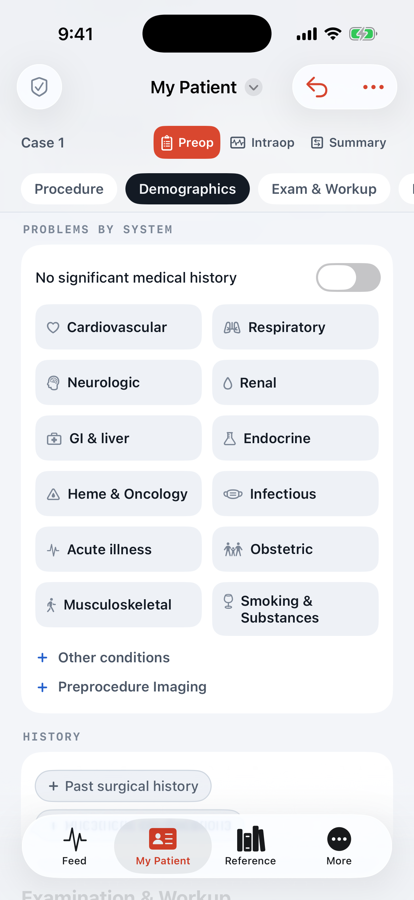 9:41
My Patient
Case 1
Preop
Intraop
Summary
Procedure
Demographics
Exam & Workup
PROBLEMS BY SYSTEM
No significant medical history
Cardiovascular
Respiratory
Neurologic
Renal
GI & liver
Endocrine
Heme & Oncology
Infectious
Acute illness
Obstetric
Musculoskeletal
Smoking &
Substances
+ Other conditions
+ Preprocedure Imaging
HISTORY
+ Past surgical history
Feed
My Patient
Reference
More
Examination & Workup